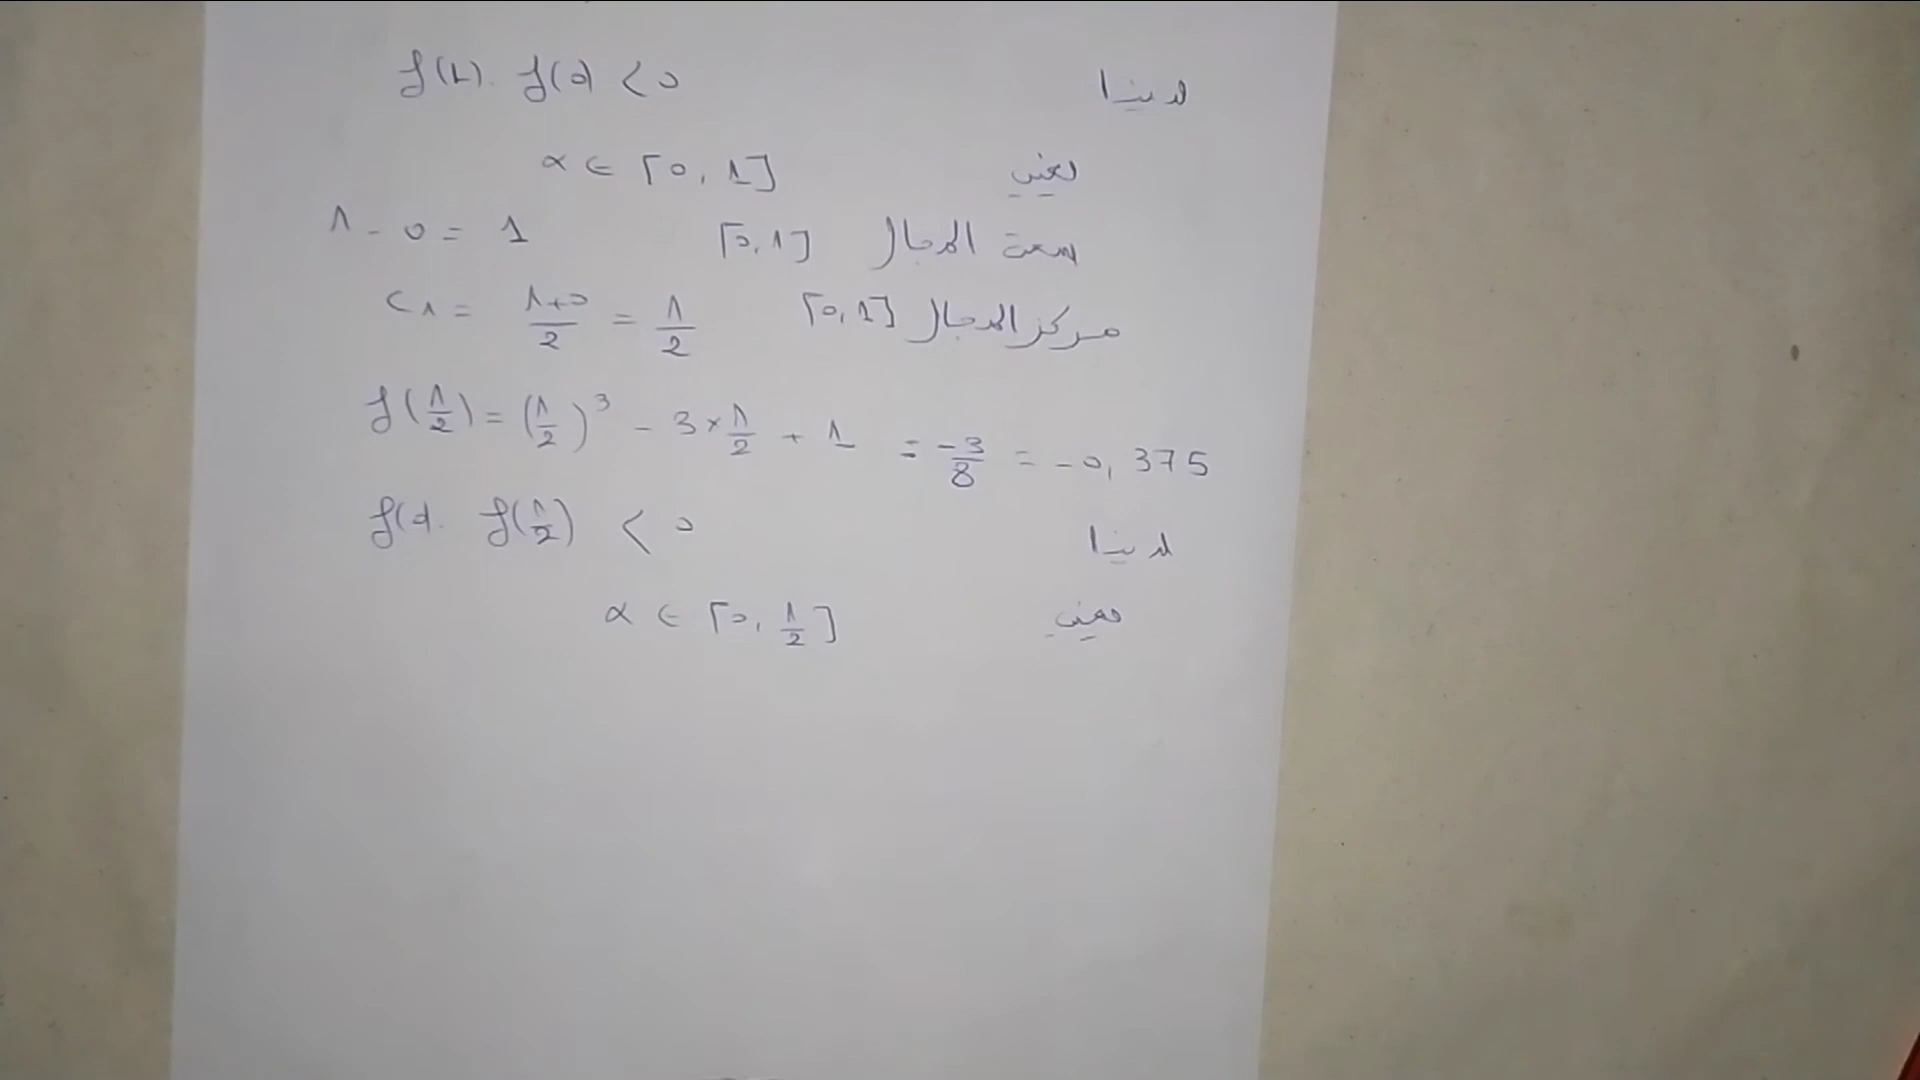 لدينا f(1). f(0) < 0
يعني α ∈ [0, 1]
سعة المجال [0, 1] 1 - 0 = 1
مركز المجال [0, 1] c1 = 1+0/2 = 1/2
f(1/2) = (1/2)^3 - 3 × 1/2 + 1 = -3/8 = -0,375
لدينا f(0). f(1/2) < 0
يعني α ∈ [0, 1/2]